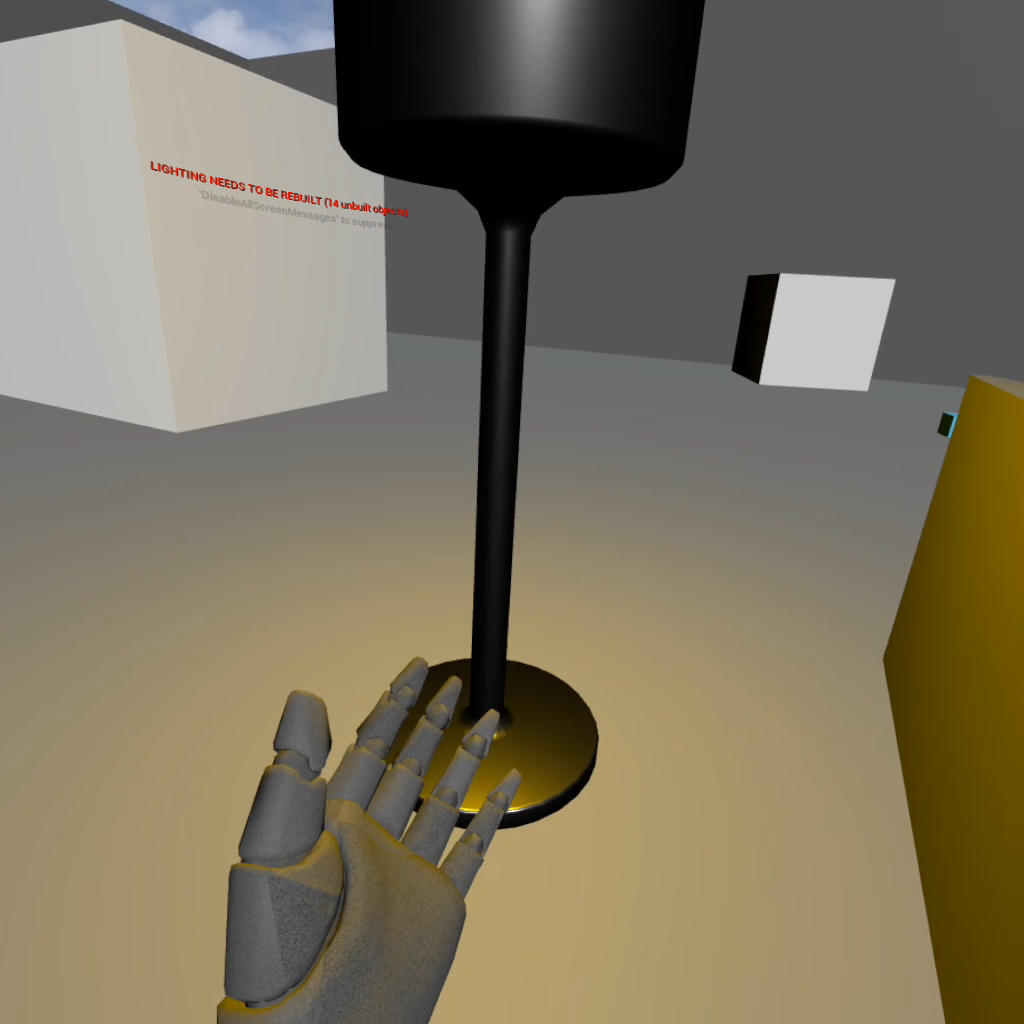 LIGHTING NEEDS TO BE REBUILT (14 unbuilt objects)
'DisableAllScreenMessages' to suppress